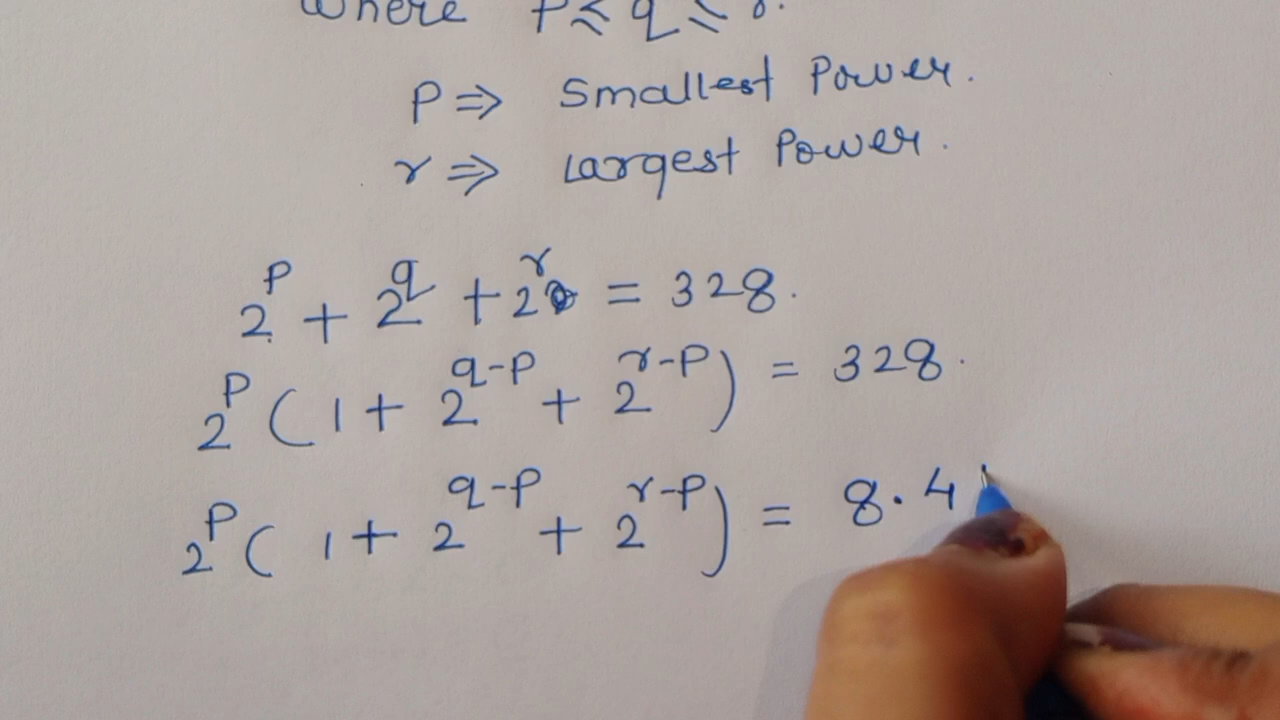 where P ≤ q ≤ r.
P ⇒ Smallest Power.
r ⇒ Largest Power.
2^P + 2^q + 2^r = 328.
2^P (1 + 2^{q-P} + 2^{r-P}) = 328.
2^P (1 + 2^{q-P} + 2^{r-P}) = 8.4